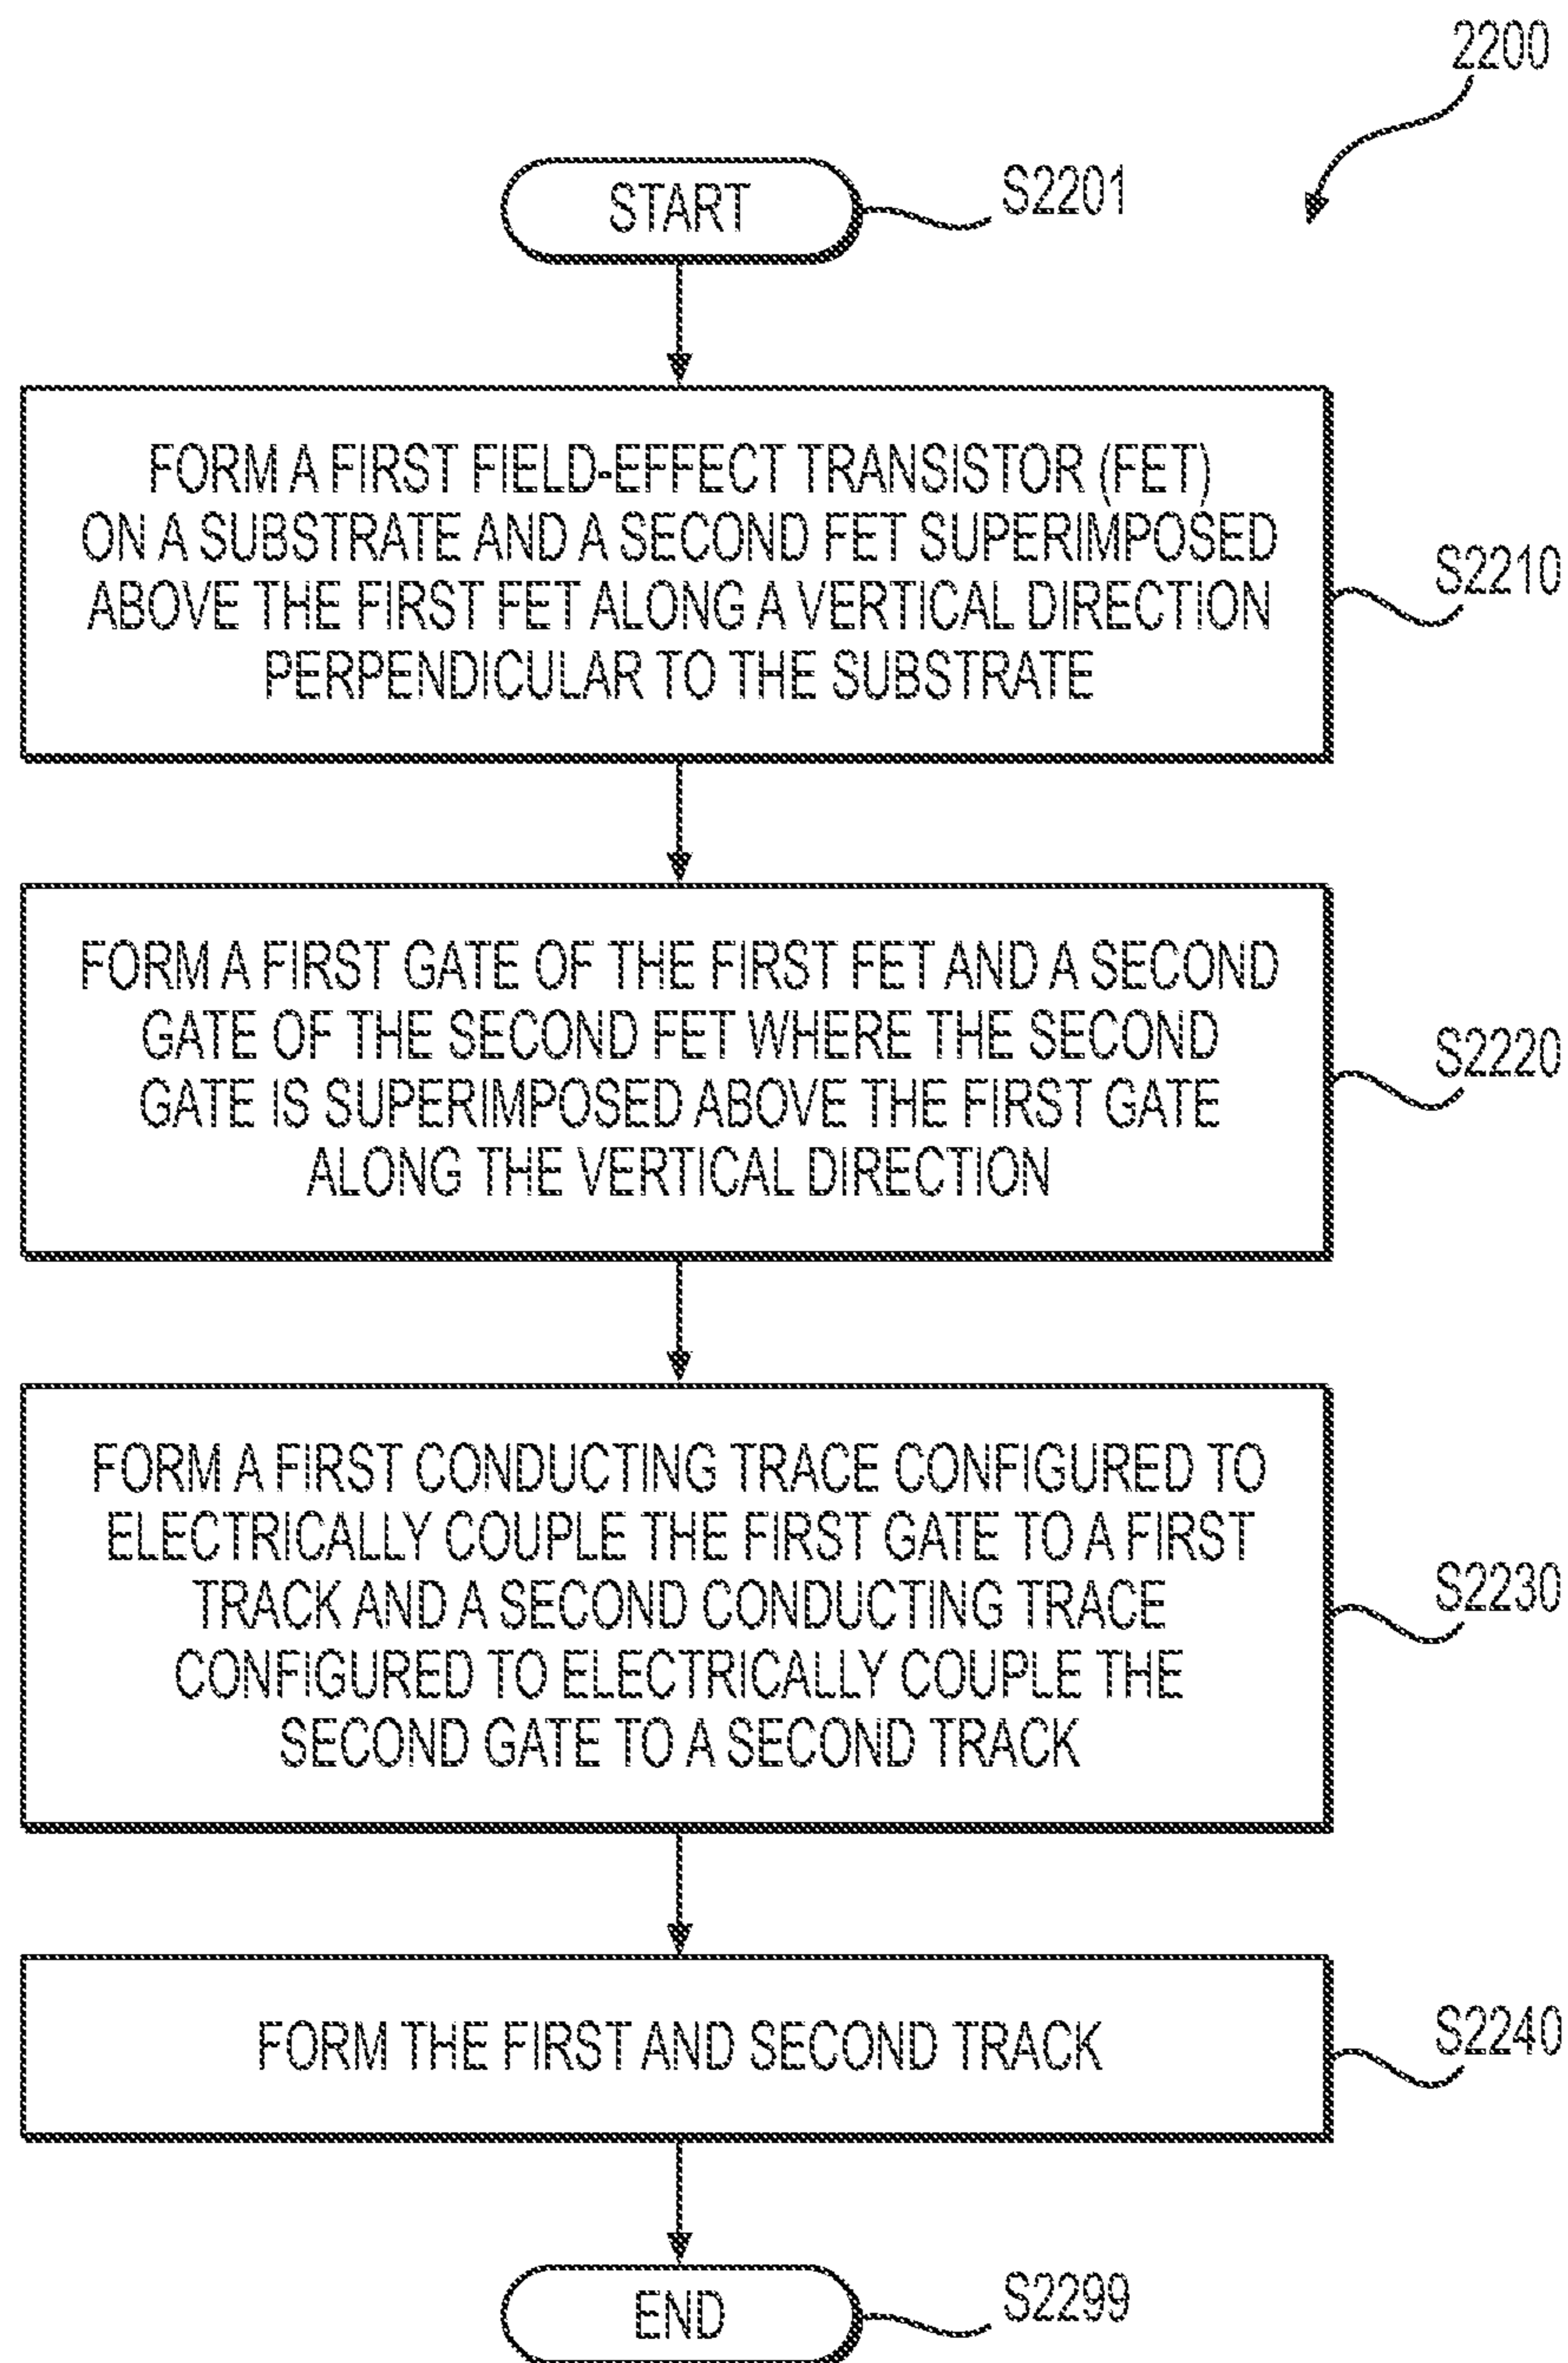 2200
START
S2201
FORM A FIRST FIELD-EFFECT TRANSISTOR (FET)
ON A SUBSTRATE AND A SECOND FET SUPERIMPOSED
ABOVE THE FIRST FET ALONG A VERTICAL DIRECTION
PERPENDICULAR TO THE SUBSTRATE
S2210
FORM A FIRST GATE OF THE FIRST FET AND A SECOND
GATE OF THE SECOND FET WHERE THE SECOND
GATE IS SUPERIMPOSED ABOVE THE FIRST GATE
ALONG THE VERTICAL DIRECTION
S2220
FORM A FIRST CONDUCTING TRACE CONFIGURED TO
ELECTRICALLY COUPLE THE FIRST GATE TO A FIRST
TRACK AND A SECOND CONDUCTING TRACE
CONFIGURED TO ELECTRICALLY COUPLE THE
SECOND GATE TO A SECOND TRACK
S2230
FORM THE FIRST AND SECOND TRACK
S2240
END
S2299